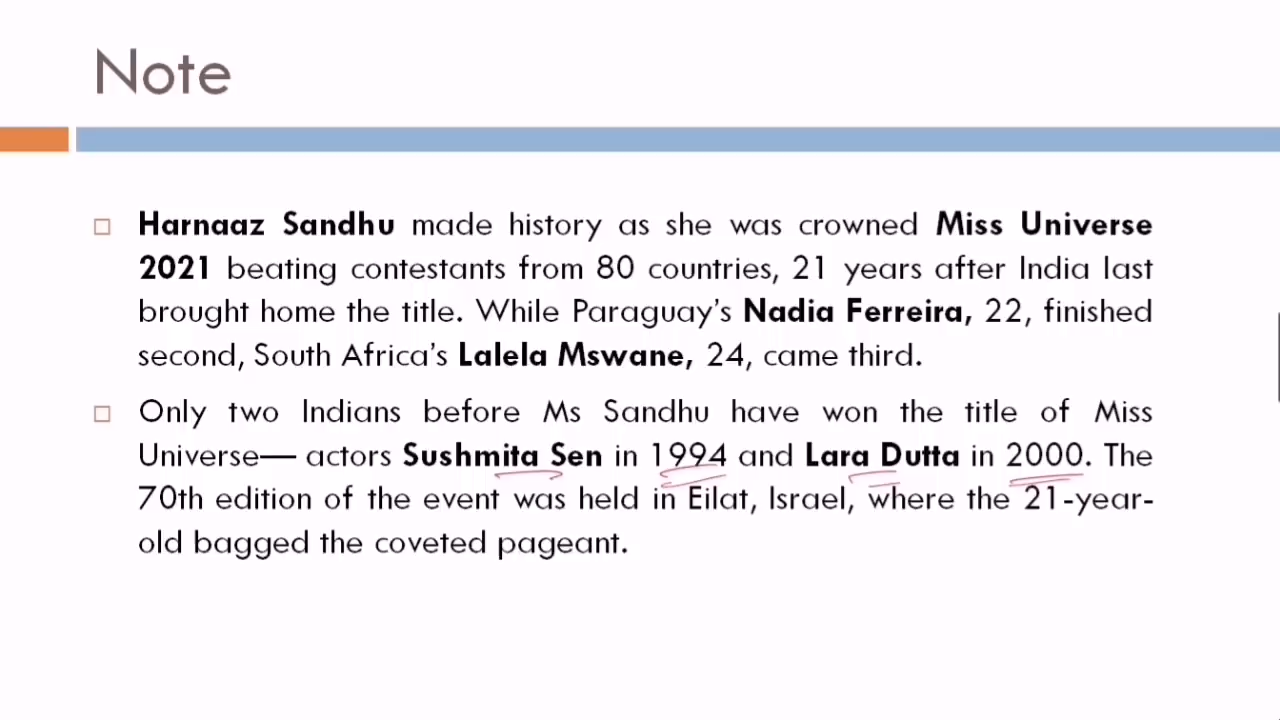 Note
Harnaaz Sandhu made history as she was crowned Miss Universe
2021 beating contestants from 80 countries, 21 years after India last
brought home the title. While Paraguay's Nadia Ferreira, 22, finished
second, South Africa's Lalela Mswane, 24, came third.
Only two Indians before Ms Sandhu have won the title of Miss
Universe— actors Sushmita Sen in 1994 and Lara Dutta in 2000. The
70th edition of the event was held in Eilat, Israel, where the 21-year-
old bagged the coveted pageant.